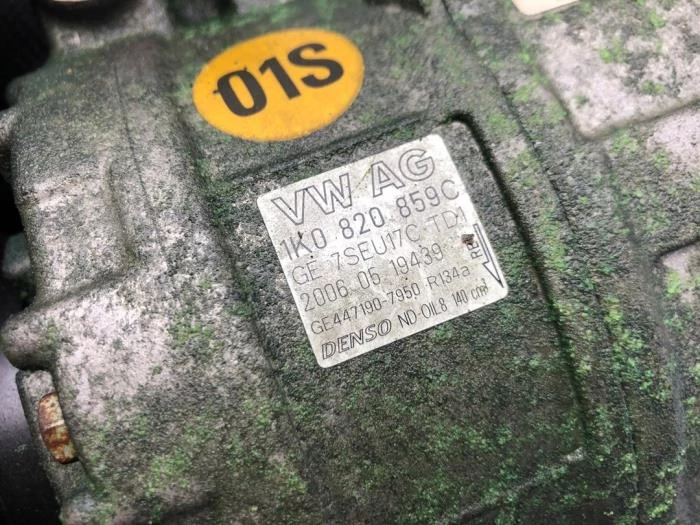 01S
VW AG
1K0 820 859C
GE 7SEU17C TDI
2006.05.19439
GE447190-7950 R134a
DENSO ND-OIL8 140 cm³